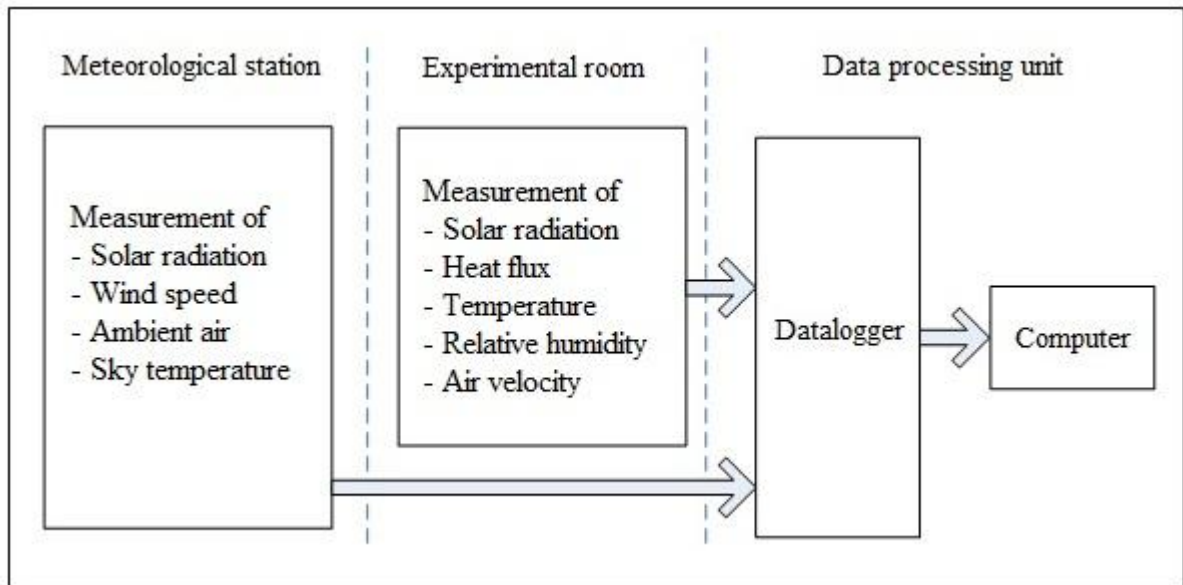 Meteorological station
Experimental room
Data processing unit
Measurement of
- Solar radiation
- Wind speed
- Ambient air
- Sky temperature
Measurement of
- Solar radiation
- Heat flux
- Temperature
- Relative humidity
- Air velocity
Datalogger
Computer